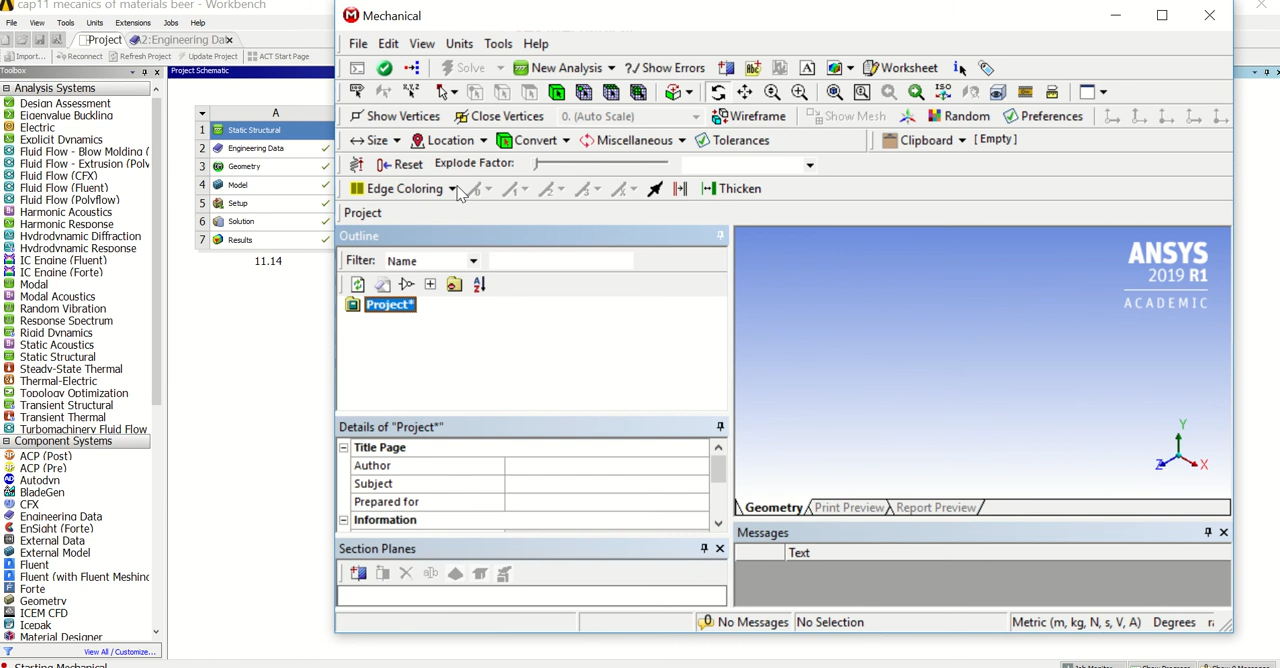 cap11 mecanics of materials beer - Workbench
File View Tools Units Extensions Jobs Help
Project A2:Engineering Dat
Import... Reconnect Refresh Project Update Project ACT Start Page
Toolbox
Project Schematic
Analysis Systems
Design Assessment
Eigenvalue Buckling
Electric
Explicit Dynamics
Fluid Flow - Blow Molding (
Fluid Flow - Extrusion (Poly
Fluid Flow (CFX)
Fluid Flow (Fluent)
Fluid Flow (Polyflow)
Harmonic Acoustics
Harmonic Response
Hydrodynamic Diffraction
Hydrodynamic Response
IC Engine (Fluent)
IC Engine (Forte)
Modal
Modal Acoustics
Random Vibration
Response Spectrum
Rigid Dynamics
Static Acoustics
Static Structural
Steady-State Thermal
Thermal-Electric
Topology Optimization
Transient Structural
Transient Thermal
Turbomachinery Fluid Flow
Component Systems
ACP (Post)
ACP (Pre)
Autodyn
BladeGen
CFX
Engineering Data
EnSight (Forte)
External Data
External Model
Fluent
Fluent (with Fluent Meshing
Forte
Geometry
ICEM CFD
Icepak
Material Designer
View All / Customize...
Starting Mechanical
A
1 Static Structural
2 Engineering Data
3 Geometry
4 Model
5 Setup
6 Solution
7 Results
11.14
Mechanical
File Edit View Units Tools Help
Solve New Analysis ?/ Show Errors Worksheet
Show Vertices Close Vertices 0. (Auto Scale) Wireframe Show Mesh Random Preferences
Size Location Convert Miscellaneous Tolerances Clipboard [Empty]
Reset Explode Factor:
Edge Coloring Thicken
Project
Outline
Filter: Name
Project*
Details of "Project*"
Title Page
Author
Subject
Prepared for
Information
Section Planes
ANSYS
2019 R1
ACADEMIC
Y
Z X
Geometry Print Preview Report Preview
Messages
Text
No Messages No Selection Metric (m, kg, N, s, V, A) Degrees
Job Monitor Show Progress Show 0 Messages